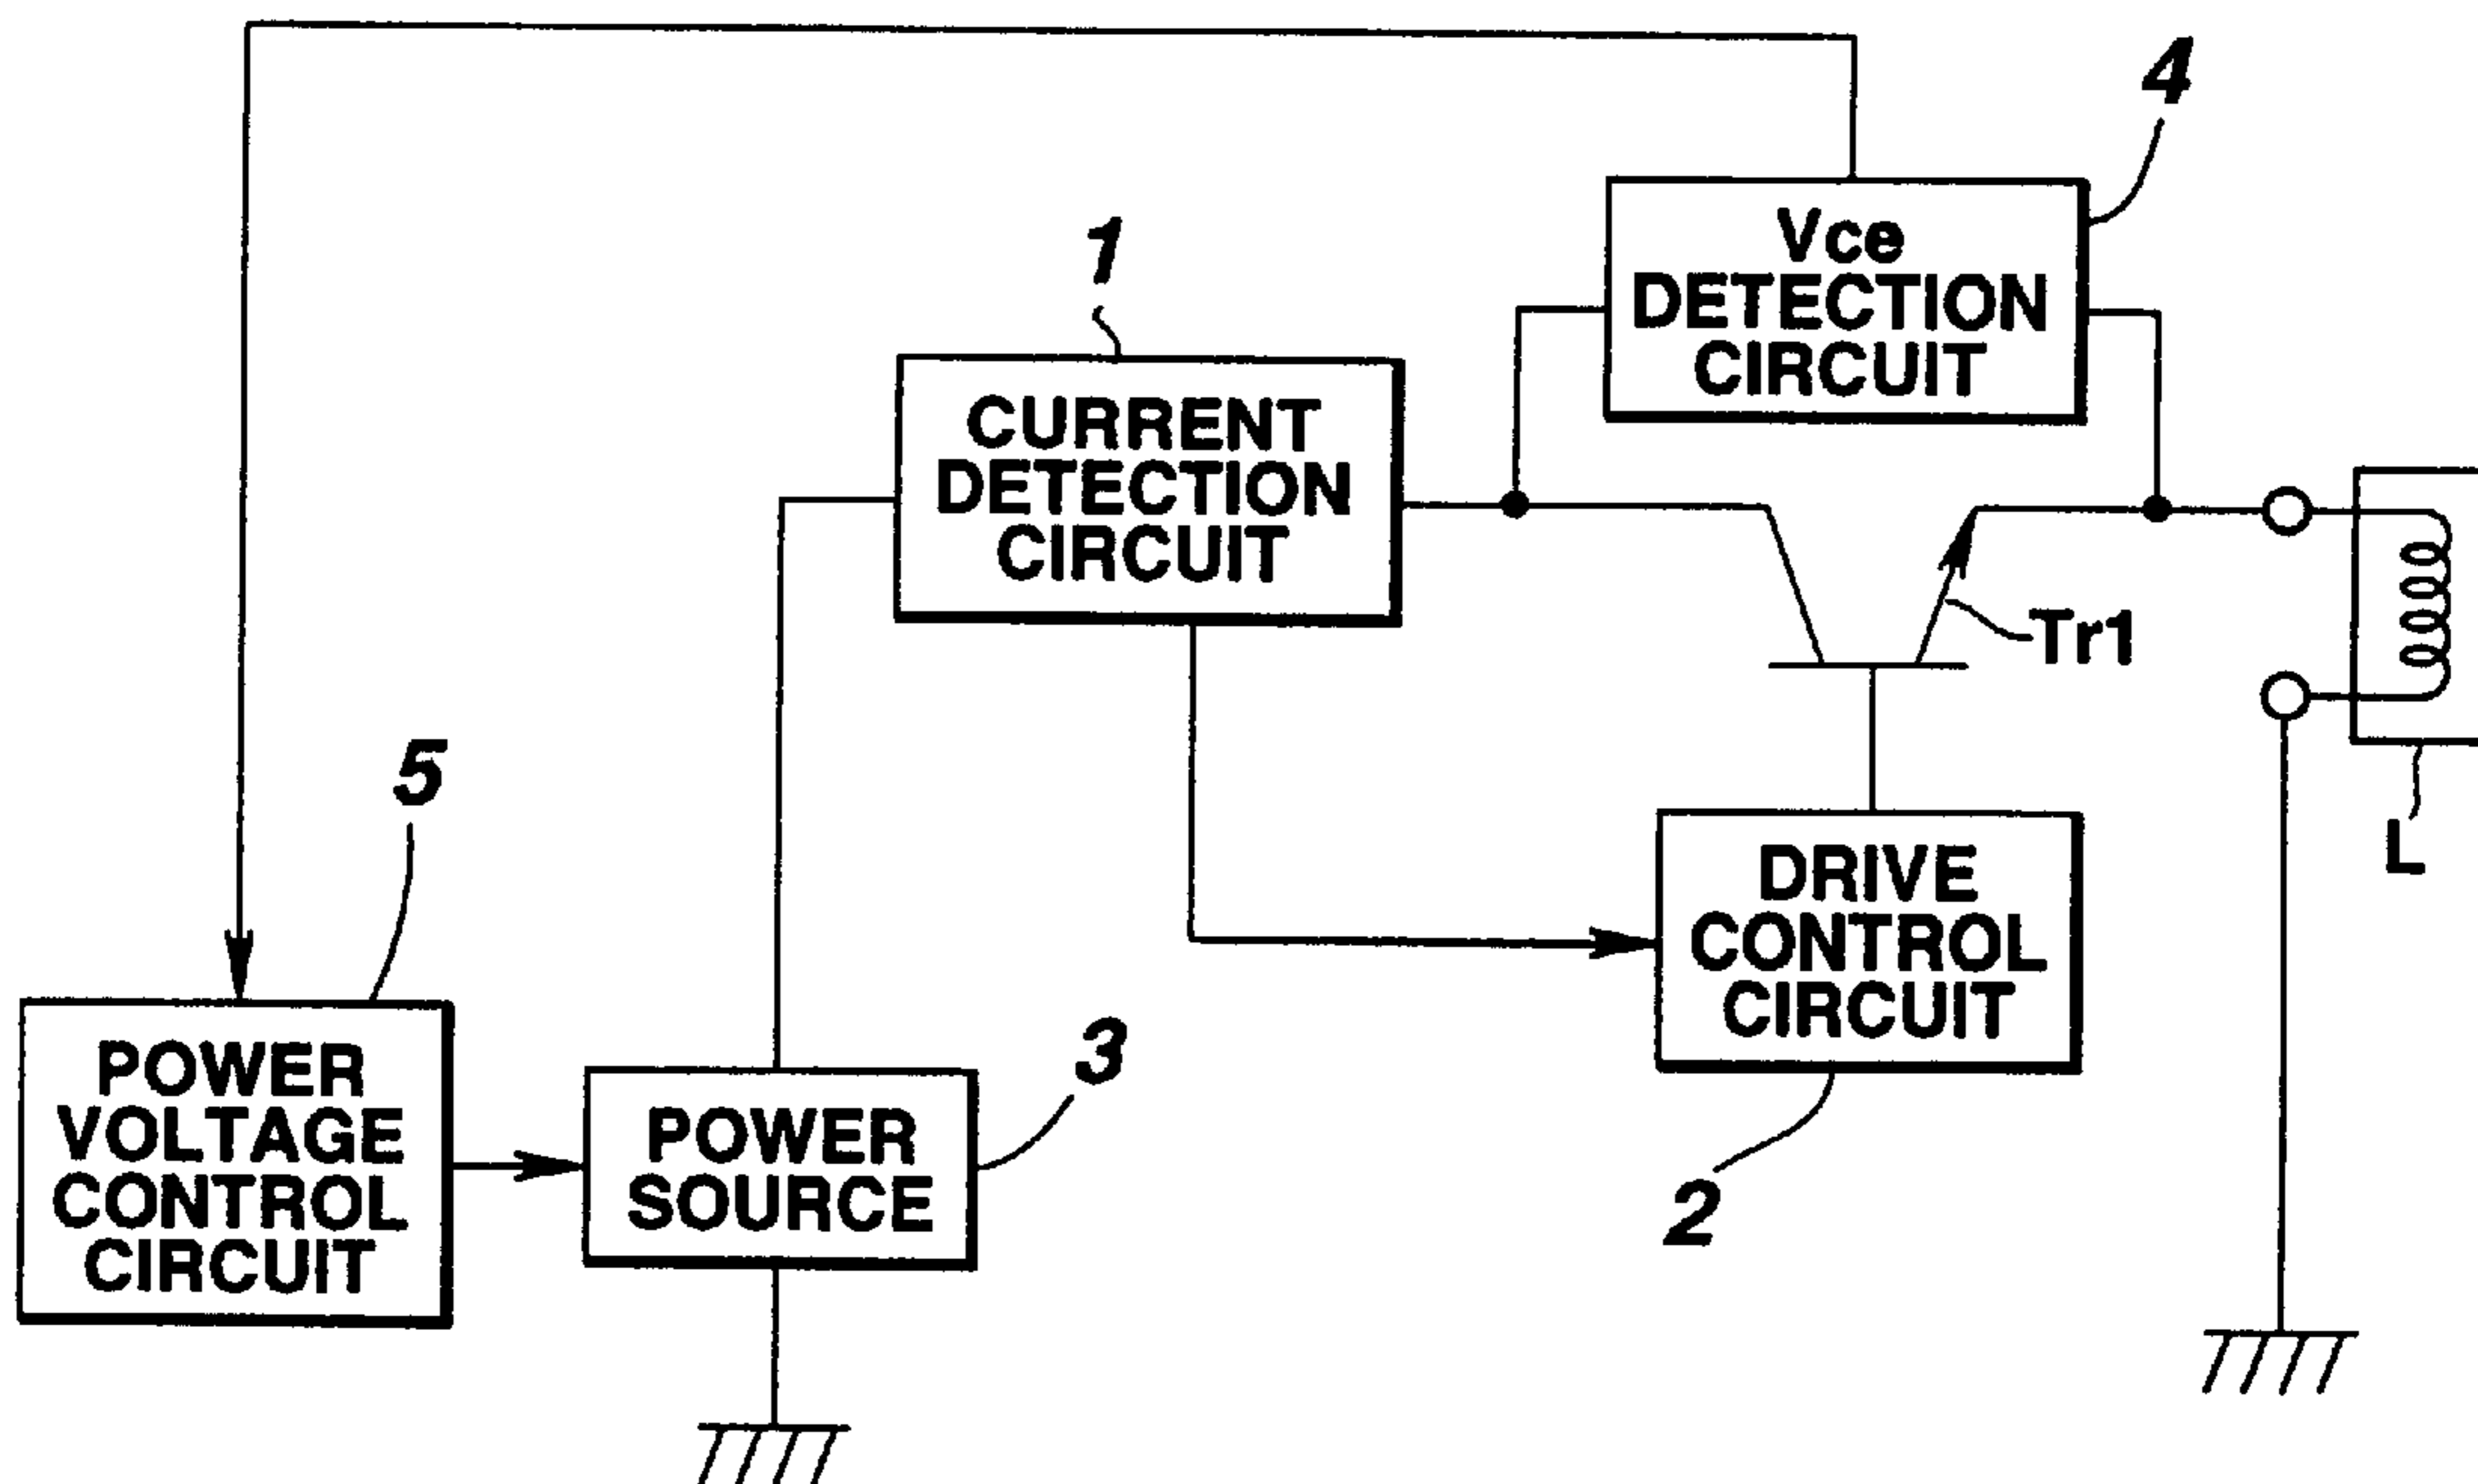 4
Vce
DETECTION
CIRCUIT
1
CURRENT
DETECTION
CIRCUIT
Tr1
L
DRIVE
CONTROL
CIRCUIT
2
5
POWER
VOLTAGE
CONTROL
CIRCUIT
3
POWER
SOURCE